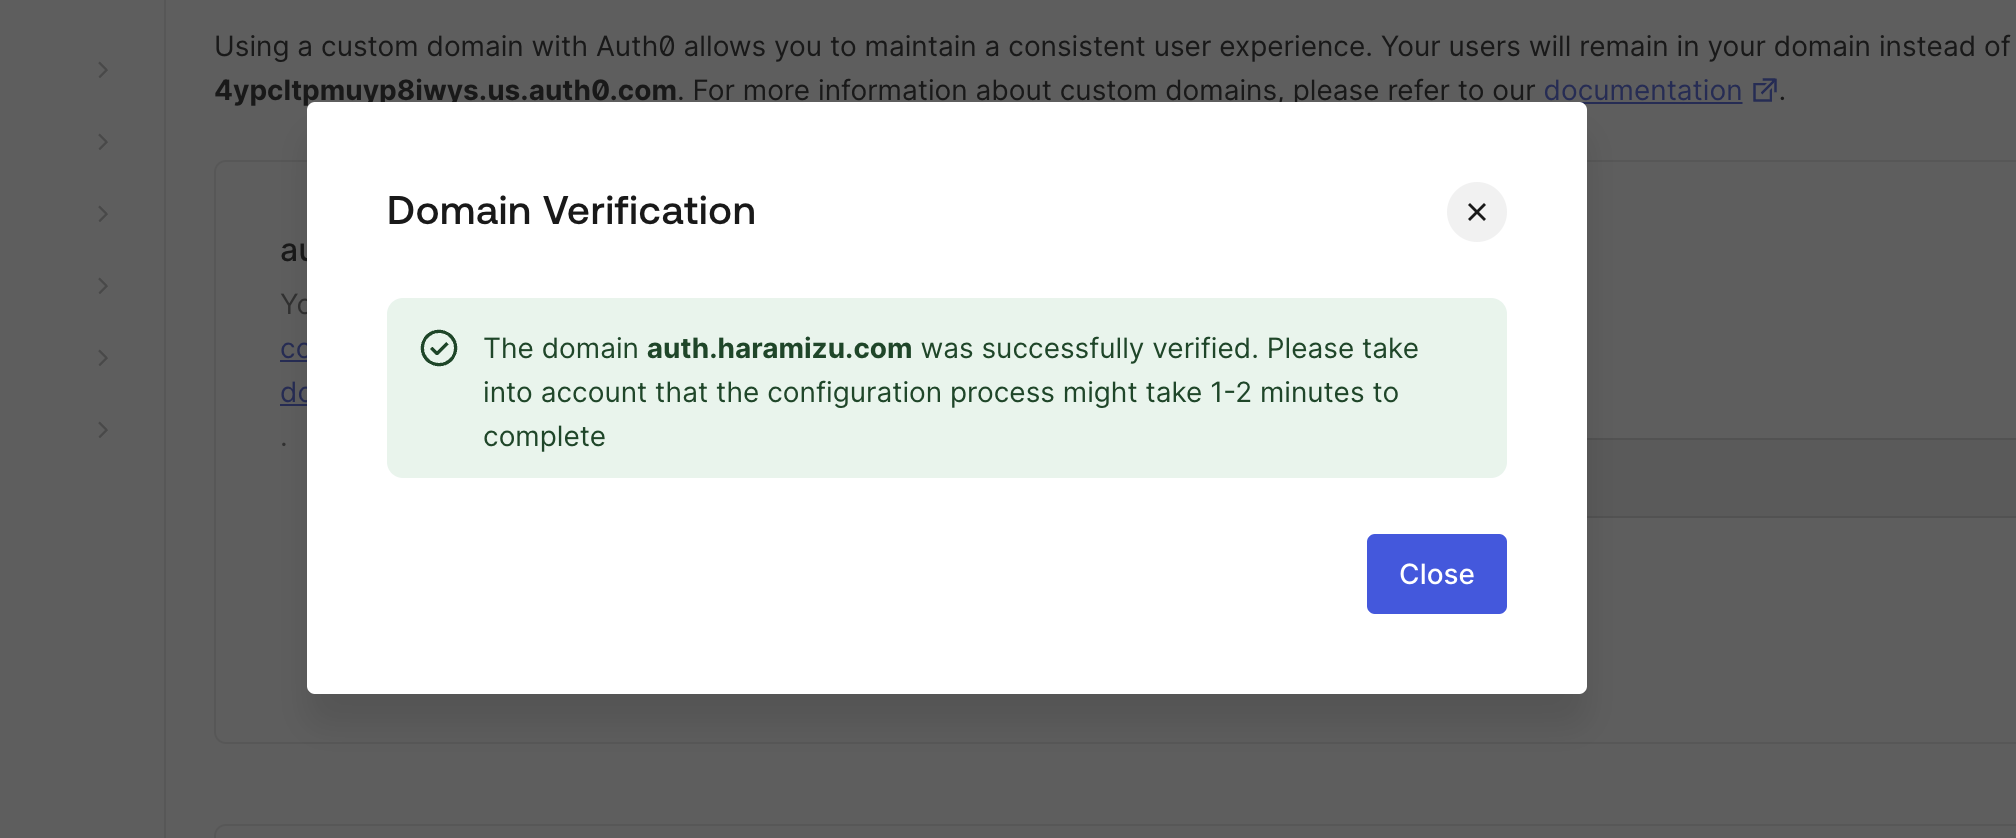 Using a custom domain with Auth0 allows you to maintain a consistent user experience. Your users will remain in your domain instead of
4ypcltpmuyp8iwys.us.auth0.com. For more information about custom domains, please refer to our documentation.
Domain Verification
au
Yo
co
do
.
The domain auth.haramizu.com was successfully verified. Please take
into account that the configuration process might take 1-2 minutes to
complete
Close